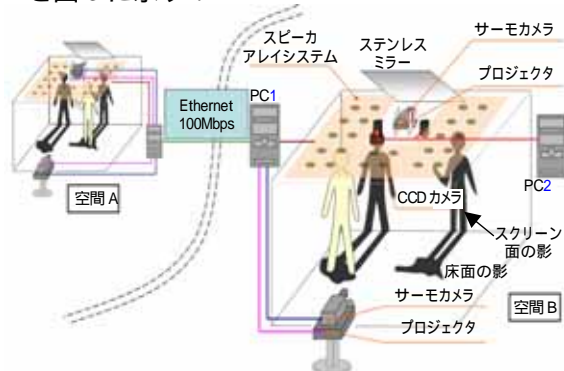 スピーカ
アレイシステム
ステンレス
ミラー
サーモカメラ
プロジェクタ
Ethernet
100Mbps
PC1
PC2
空間 A
CCD カメラ
スクリーン
面の影
床面の影
サーモカメラ
プロジェクタ
空間 B